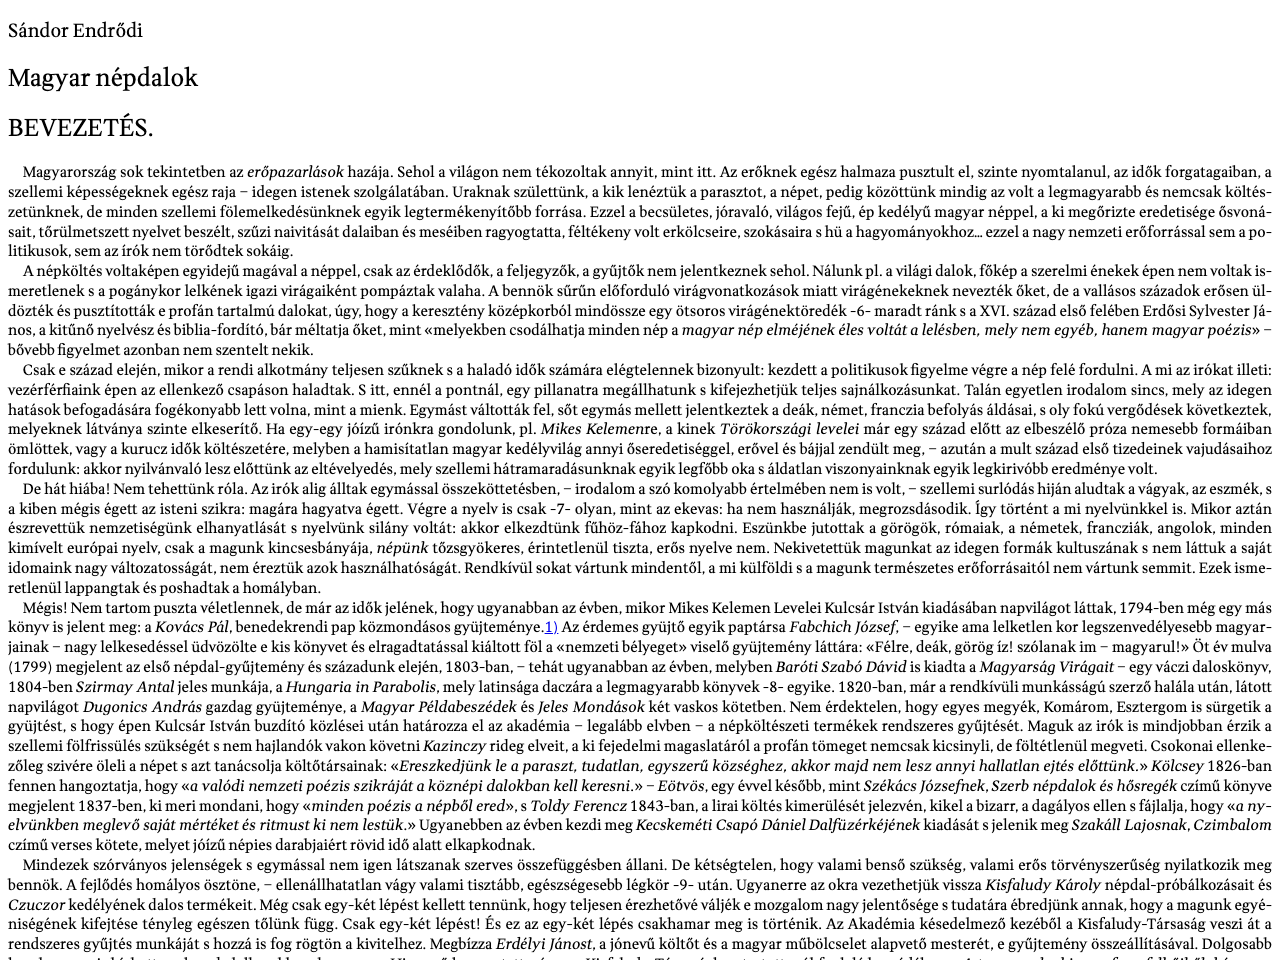 Sándor Endrődi
Magyar népdalok
BEVEZETÉS.
Magyarország sok tekintetben az erőpazarlások hazája. Sehol a világon nem tékozoltak annyit, mint itt. Az erőknek egész halmaza pusztult el, szinte nyomtalanul, az idők forgatagaiban, a
szellemi képességeknek egész raja – idegen istenek szolgálatában. Uraknak születtünk, a kik lenéztük a parasztot, a népet, pedig közöttünk mindig az volt a legmagyarabb és nemcsak költés-
zetünknek, de minden szellemi fölemelkedésünknek egyik legtermékenyítőbb forrása. Ezzel a becsületes, jóravaló, világos fejű, ép kedélyű magyar néppel, a ki megőrizte eredetisége ősvoná-
sait, tőrülmetszett nyelvet beszélt, szűzi naivitását dalaiban és meséiben ragyogtatta, féltékeny volt erkölcseire, szokásaira s hü a hagyományokhoz... ezzel a nagy nemzeti erőforrással sem a po-
litikusok, sem az írók nem törődtek sokáig.
A népköltés voltaképen egyidejű magával a néppel, csak az érdeklődők, a feljegyzők, a gyűjtők nem jelentkeznek sehol. Nálunk pl. a világi dalok, főkép a szerelmi énekek épen nem voltak is-
meretlenek s a pogánykor lelkének igazi virágaiként pompáztak valaha. A bennök sűrűn előforduló virágvonatkozások miatt virágénekeknek nevezték őket, de a vallásos századok erősen ül-
dözték és pusztították e profán tartalmú dalokat, úgy, hogy a keresztény középkorból mindössze egy ötsoros virágénektöredék -6- maradt ránk s a XVI. század első felében Erdősi Sylvester Já-
nos, a kitűnő nyelvész és biblia-fordító, bár méltatja őket, mint «melyekben csodálhatja minden nép a magyar nép elméjének éles voltát a lelésben, mely nem egyéb, hanem magyar poézis» –
bővebb figyelmet azonban nem szentelt nekik.
Csak e század elején, mikor a rendi alkotmány teljesen szűknek s a haladó idők számára elégtelennek bizonyult: kezdett a politikusok figyelme végre a nép felé fordulni. A mi az irókat illeti:
vezérférfiaink épen az ellenkező csapáson haladtak. S itt, ennél a pontnál, egy pillanatra megállhatunk s kifejezhetjük teljes sajnálkozásunkat. Talán egyetlen irodalom sincs, mely az idegen
hatások befogadására fogékonyabb lett volna, mint a mienk. Egymást váltották fel, sőt egymás mellett jelentkeztek a deák, német, franczia befolyás áldásai, s oly fokú vergődések következtek,
melyeknek látványa szinte elkeserítő. Ha egy-egy jóízű irónkra gondolunk, pl. Mikes Kelemenre, a kinek Törökországi levelei már egy század előtt az elbeszélő próza nemesebb formáiban
ömlöttek, vagy a kurucz idők költészetére, melyben a hamisítatlan magyar kedélyvilág annyi őseredetiséggel, erővel és bájjal zendült meg, – azután a mult század első tizedeinek vajudásaihoz
fordulunk: akkor nyilvánváló lesz előttünk az eltévelyedés, mely szellemi hátramaradásunknak egyik legfőbb oka s áldatlan viszonyainknak egyik legkirivóbb eredménye volt.
De hát hiába! Nem tehettünk róla. Az irók alig álltak egymással összeköttetésben, – irodalom a szó komolyabb értelmében nem is volt, – szellemi surlódás hiján aludtak a vágyak, az eszmék, s
a kiben mégis égett az isteni szikra: magára hagyatva égett. Végre a nyelv is csak -7- olyan, mint az ekevas: ha nem használják, megrozsdásodik. Így történt a mi nyelvünkkel is. Mikor aztán
észrevettük nemzetiségünk elhanyatlását s nyelvünk silány voltát: akkor elkezdtünk fűhöz-fához kapkodni. Eszünkbe jutottak a görögök, rómaiak, a németek, francziák, angolok, minden
kimívelt európai nyelv, csak a magunk kincsesbányája, népünk tőzsgyökeres, érintetlenül tiszta, erős nyelve nem. Nekivetettük magunkat az idegen formák kultuszának s nem láttuk a saját
idomaink nagy változatosságát, nem éreztük azok használhatóságát. Rendkívül sokat vártunk mindentől, a mi külföldi s a magunk természetes erőforrásaitól nem vártunk semmit. Ezek isme-
retlenül lappangtak és poshadtak a homályban.
Mégis! Nem tartom puszta véletlennek, de már az idők jelének, hogy ugyanabban az évben, mikor Mikes Kelemen Levelei Kulcsár István kiadásában napvilágot láttak, 1794-ben még egy más
könyv is jelent meg: a Kovács Pál, benedekrendi pap közmondásos gyüjteménye.1) Az érdemes gyüjtő egyik paptársa Fabchich József, – egyike ama lelketlen kor legszenvedélyesebb magyar-
jainak – nagy lelkesedéssel üdvözölte e kis könyvet és elragadtatással kiáltott föl a «nemzeti bélyeget» viselő gyüjtemény láttára: «Félre, deák, görög íz! szólanak im – magyarul!» Öt év mulva
(1799) megjelent az első népdal-gyűjtemény és századunk elején, 1803-ban, – tehát ugyanabban az évben, melyben Baróti Szabó Dávid is kiadta a Magyarság Virágait – egy váczi daloskönyv,
1804-ben Szirmay Antal jeles munkája, a Hungaria in Parabolis, mely latinsága daczára a legmagyarabb könyvek -8- egyike. 1820-ban, már a rendkívüli munkásságú szerző halála után, látott
napvilágot Dugonics András gazdag gyüjteménye, a Magyar Példabeszédek és Jeles Mondások két vaskos kötetben. Nem érdektelen, hogy egyes megyék, Komárom, Esztergom is sürgetik a
gyüjtést, s hogy épen Kulcsár István buzdító közlései után határozza el az akadémia – legalább elvben – a népköltészeti termékek rendszeres gyűjtését. Maguk az irók is mindjobban érzik a
szellemi fölfrissülés szükségét s nem hajlandók vakon követni Kazinczy rideg elveit, a ki fejedelmi magaslatáról a profán tömeget nemcsak kicsinyli, de föltétlenül megveti. Csokonai ellenke-
zőleg szivére öleli a népet s azt tanácsolja költőtársainak: «Ereszkedjünk le a paraszt, tudatlan, egyszerű községhez, akkor majd nem lesz annyi hallatlan ejtés előttünk.» Kölcsey 1826-ban
fennen hangoztatja, hogy «a valódi nemzeti poézis szikráját a köznépi dalokban kell keresni.» – Eötvös, egy évvel később, mint Székács Józsefnek, Szerb népdalok és hősregék czímű könyve
megjelent 1837-ben, ki meri mondani, hogy «minden poézis a népből ered», s Toldy Ferencz 1843-ban, a lirai költés kimerülését jelezvén, kikel a bizarr, a dagályos ellen s fájlalja, hogy «a ny-
elvünkben meglevő saját mértéket és ritmust ki nem lestük.» Ugyanebben az évben kezdi meg Kecskeméti Csapó Dániel Dalfüzérkéjének kiadását s jelenik meg Szakáll Lajosnak, Czimbalom
czímű verses kötete, melyet jóízű népies darabjaiért rövid idő alatt elkapkodnak.
Mindezek szórványos jelenségek s egymással nem igen látszanak szerves összefüggésben állani. De kétségtelen, hogy valami benső szükség, valami erős törvényszerűség nyilatkozik meg
bennök. A fejlődés homályos ösztöne, – ellenállhatatlan vágy valami tisztább, egészségesebb légkör -9- után. Ugyanerre az okra vezethetjük vissza Kisfaludy Károly népdal-próbálkozásait és
Czuczor kedélyének dalos termékeit. Még csak egy-két lépést kellett tennünk, hogy teljesen érezhetővé váljék e mozgalom nagy jelentősége s tudatára ébredjünk annak, hogy a magunk egyé-
niségének kifejtése tényleg egészen tőlünk függ. Csak egy-két lépést! És ez az egy-két lépés csakhamar meg is történik. Az Akadémia késedelmező kezéből a Kisfaludy-Társaság veszi át a
rendszeres gyűjtés munkáját s hozzá is fog rögtön a kivitelhez. Megbízza Erdélyi Jánost, a jónevű költőt és a magyar műbölcselet alapvető mesterét, e gyűjtemény összeállításával. Dolgosabb